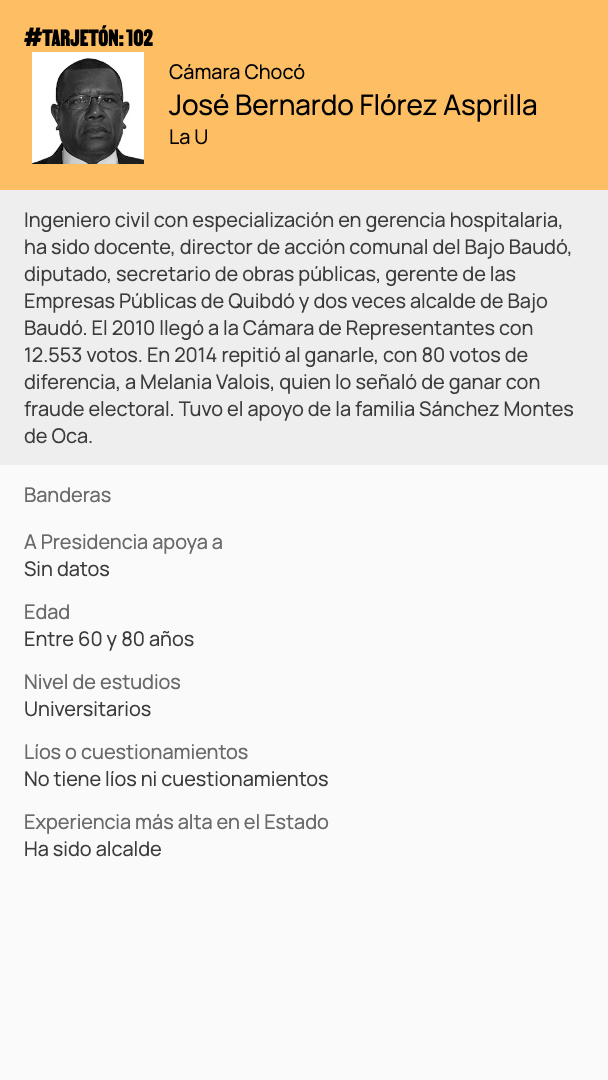 #TARJETÓN: 102
Cámara Chocó
José Bernardo Flórez Asprilla
La U
Ingeniero civil con especialización en gerencia hospitalaria,
ha sido docente, director de acción comunal del Bajo Baudó,
diputado, secretario de obras públicas, gerente de las
Empresas Públicas de Quibdó y dos veces alcalde de Bajo
Baudó. El 2010 llegó a la Cámara de Representantes con
12.553 votos. En 2014 repitió al ganarle, con 80 votos de
diferencia, a Melania Valois, quien lo señaló de ganar con
fraude electoral. Tuvo el apoyo de la familia Sánchez Montes
de Oca.
Banderas
A Presidencia apoya a
Sin datos
Edad
Entre 60 y 80 años
Nivel de estudios
Universitarios
Líos o cuestionamientos
No tiene líos ni cuestionamientos
Experiencia más alta en el Estado
Ha sido alcalde